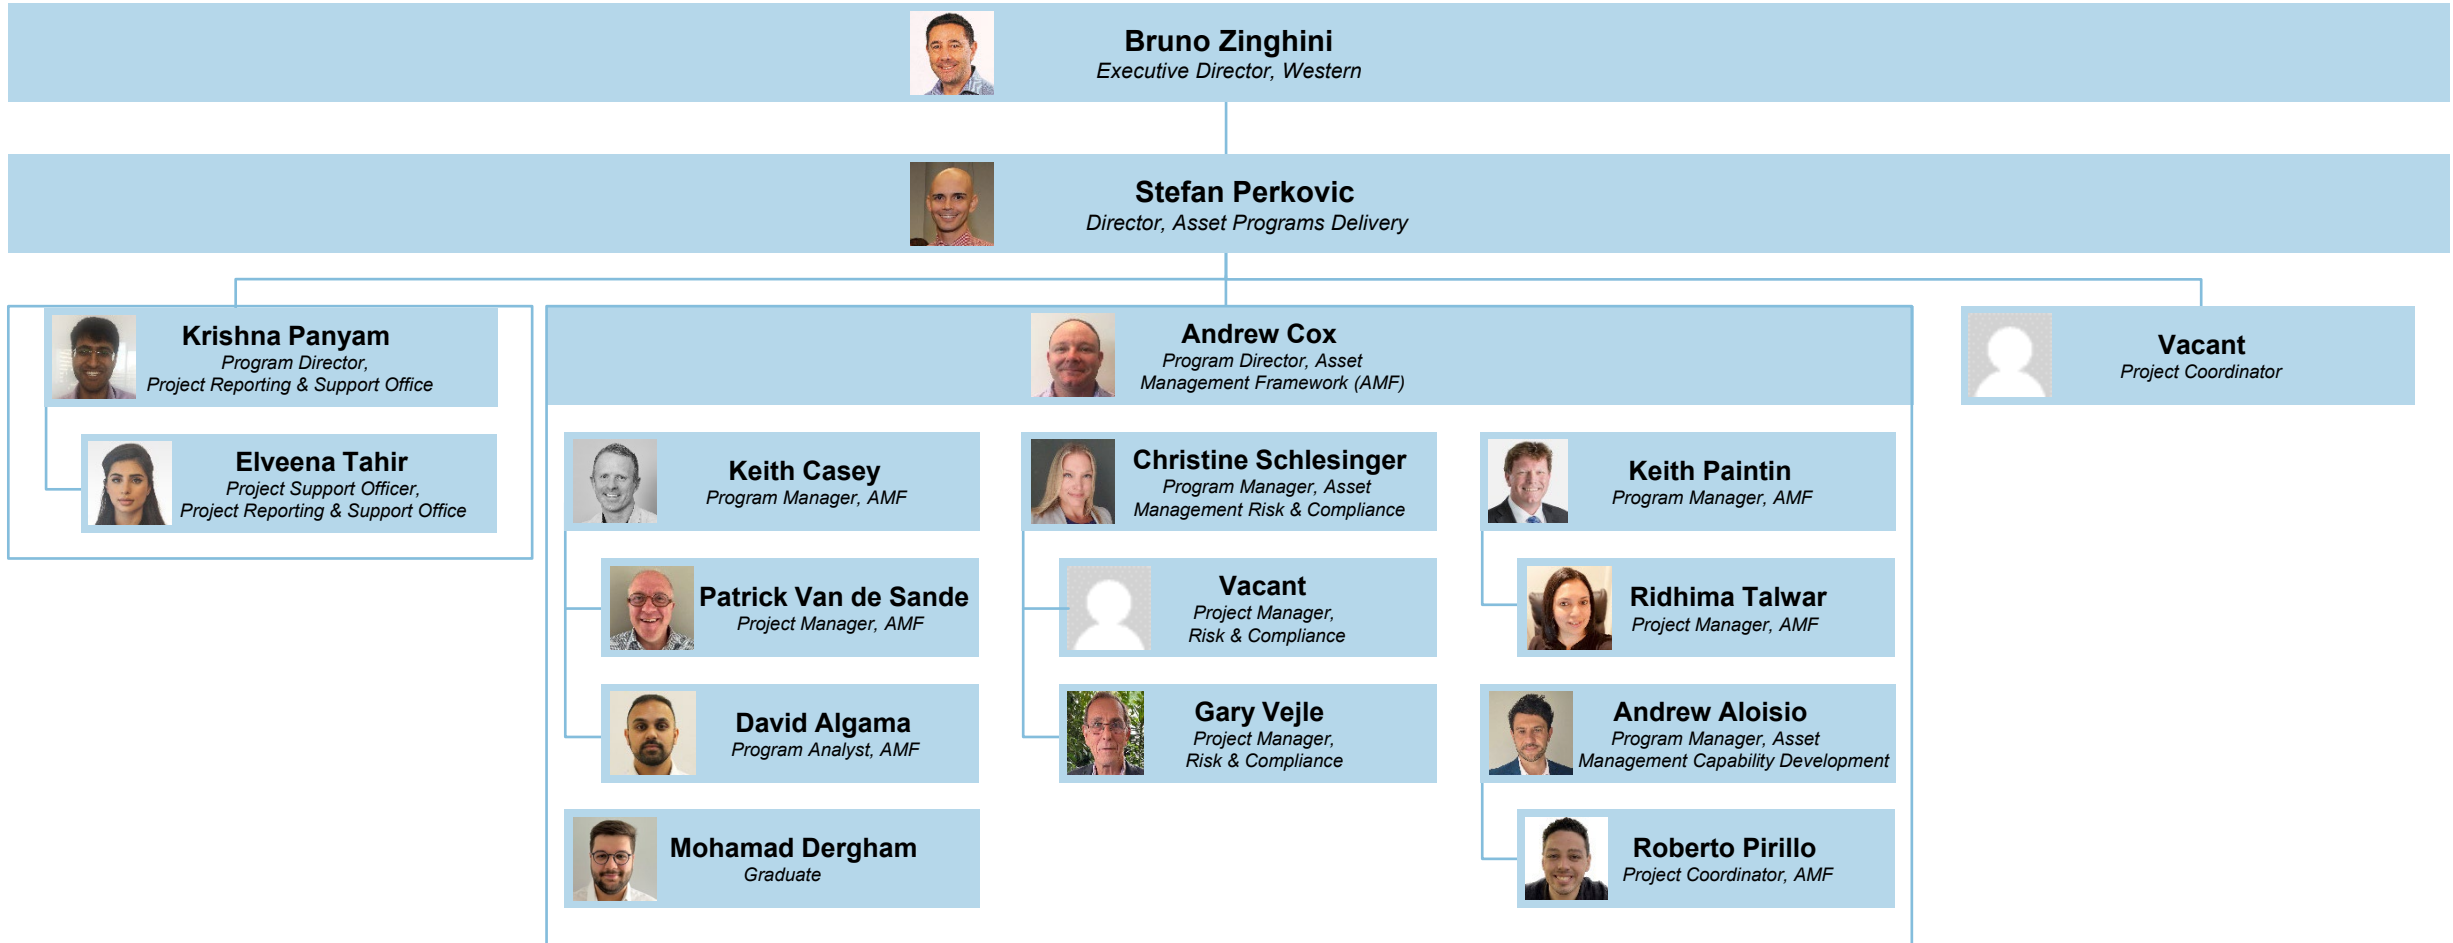 Bruno Zinghini
Executive Director, Western
Stefan Perkovic
Director, Asset Programs Delivery
Krishna Panyam
Program Director,
Project Reporting & Support Office
Elveena Tahir
Project Support Officer,
Project Reporting & Support Office
Andrew Cox
Program Director, Asset
Management Framework (AMF)
Keith Casey
Program Manager, AMF
Patrick Van de Sande
Project Manager, AMF
David Algama
Program Analyst, AMF
Mohamad Dergham
Graduate
Christine Schlesinger
Program Manager, Asset
Management Risk & Compliance
Vacant
Project Manager,
Risk & Compliance
Gary Vejle
Project Manager,
Risk & Compliance
Keith Paintin
Program Manager, AMF
Ridhima Talwar
Project Manager, AMF
Andrew Aloisio
Program Manager, Asset
Management Capability Development
Roberto Pirillo
Project Coordinator, AMF
Vacant
Project Coordinator